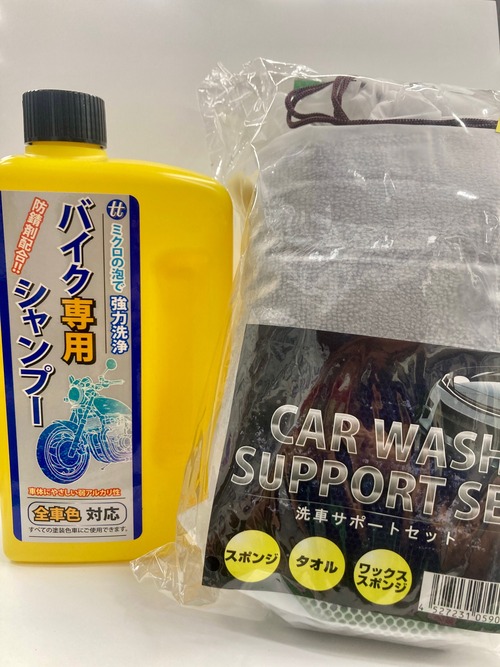 tt
ミクロの泡で 強力洗浄
バイク専用
シャンプー
防錆剤配合!!
車体にやさしい弱アルカリ性
全車色 対応
すべての塗装色車にご使用できます。
CAR WASH
SUPPORT SE
洗車サポートセット
スポンジ
タオル
ワックス
スポンジ
4 527231 0590